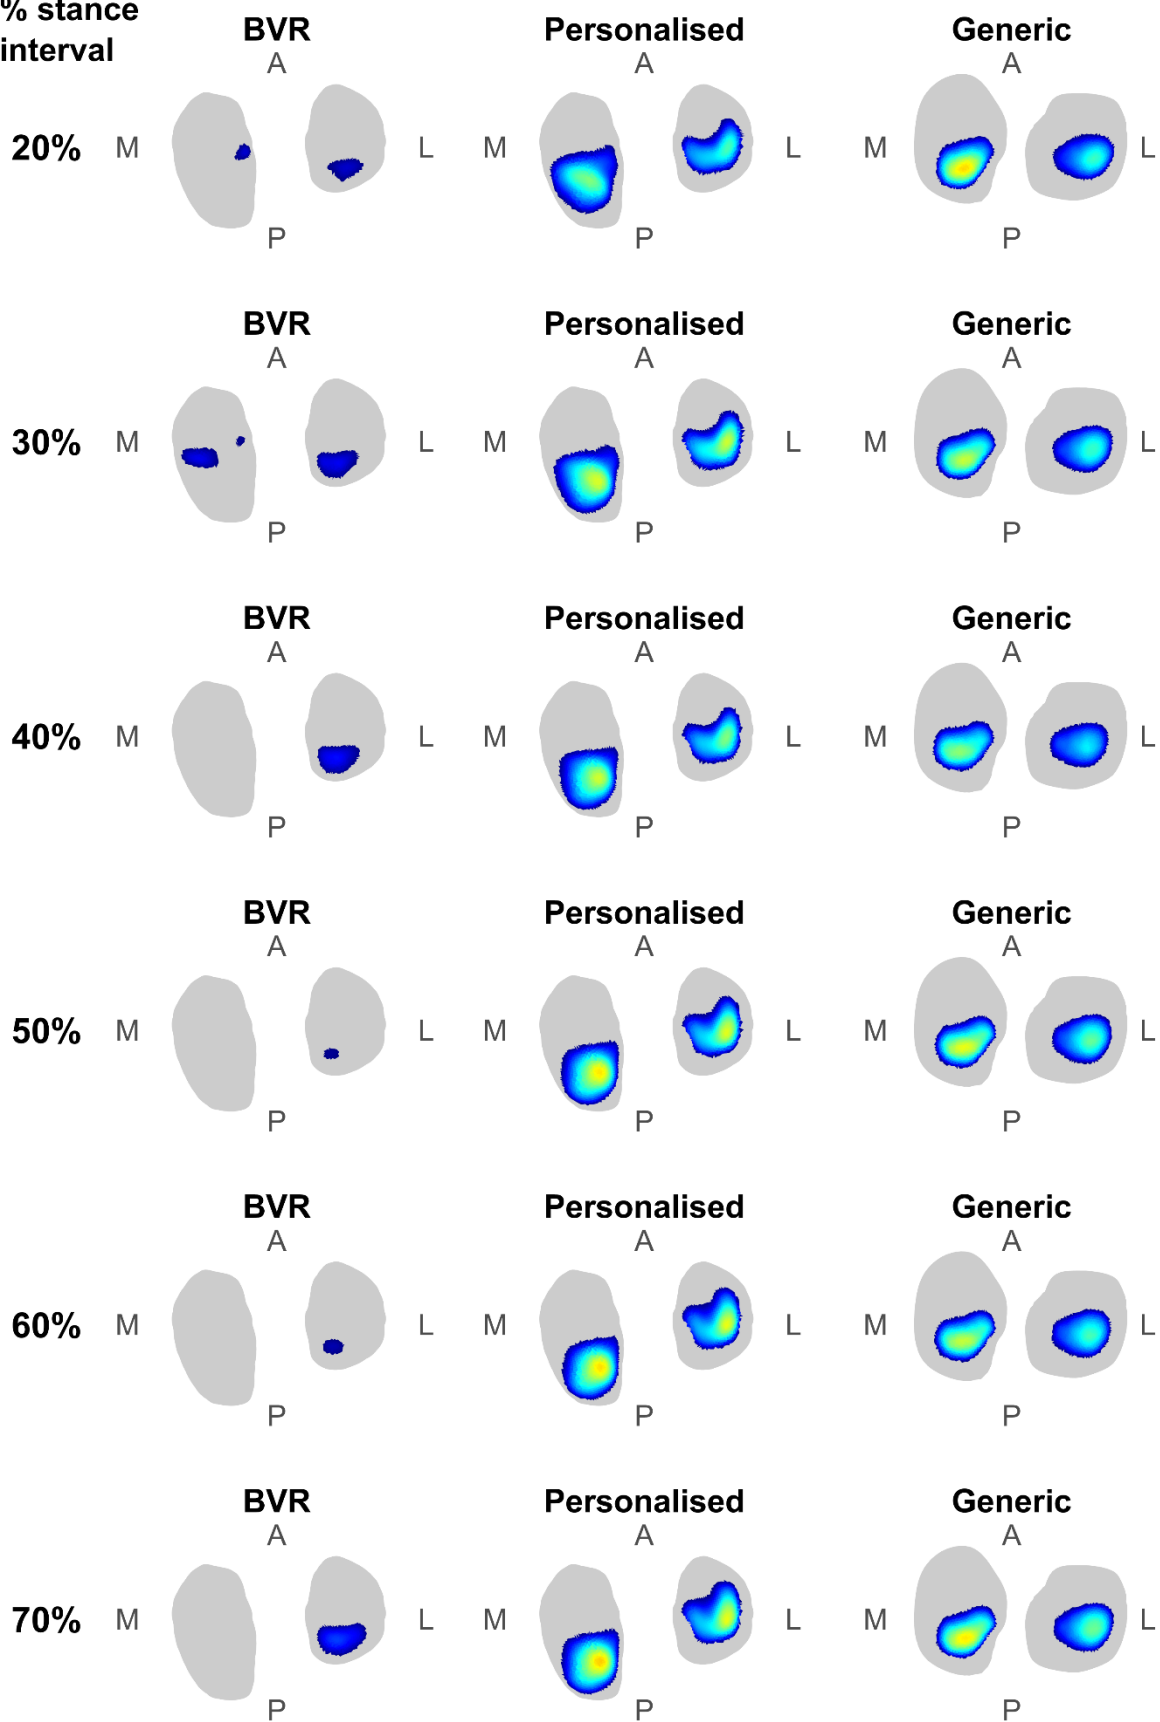 % stance
interval
BVR Personalised Generic
A A A
20% M L M L M L
P P P
BVR Personalised Generic
A A A
30% M L M L M L
P P P
BVR Personalised Generic
A A A
40% M L M L M L
P P P
BVR Personalised Generic
A A A
50% M L M L M L
P P P
BVR Personalised Generic
A A A
60% M L M L M L
P P P
BVR Personalised Generic
A A A
70% M L M L M L
P P P